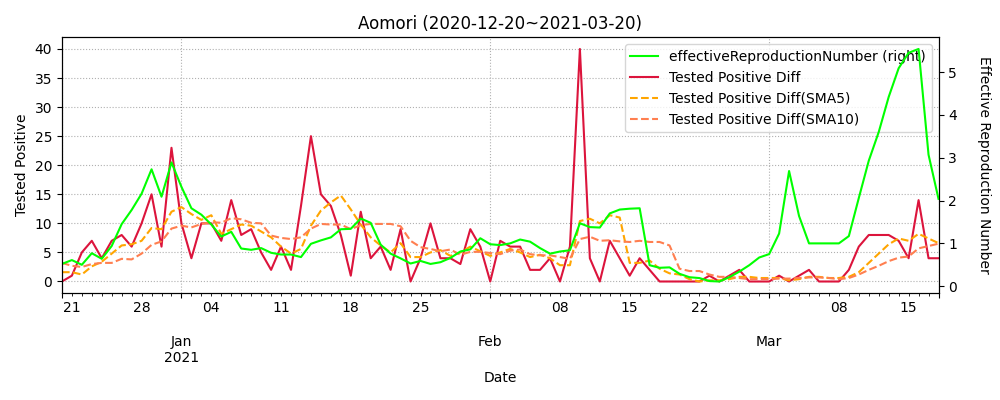 Aomori (2020-12-20~2021-03-20)
effectiveReproductionNumber (right)
Tested Positive Diff
Tested Positive Diff(SMA5)
Tested Positive Diff(SMA10)
Tested Positive
40
35
30
25
20
15
10
5
0
5
4
3
2
1
0
Effective Reproduction Number
21 28 04 11 18 25 08 15 22 08 15
Jan Feb Mar
2021
Date